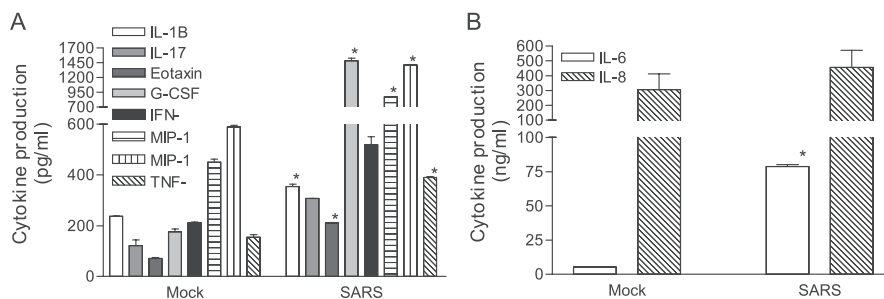 A
IL-1B
IL-17
Eotaxin
G-CSF
IFN-
MIP-1
MIP-1
TNF-
Cytokine production
(pg/ml)
1700
1450
1200
950
700
600
400
200
0
* * * * * *
Mock
SARS
B
IL-6
IL-8
Cytokine production
(ng/ml)
600
500
400
300
200
100
100
75
50
25
0
*
Mock
SARS